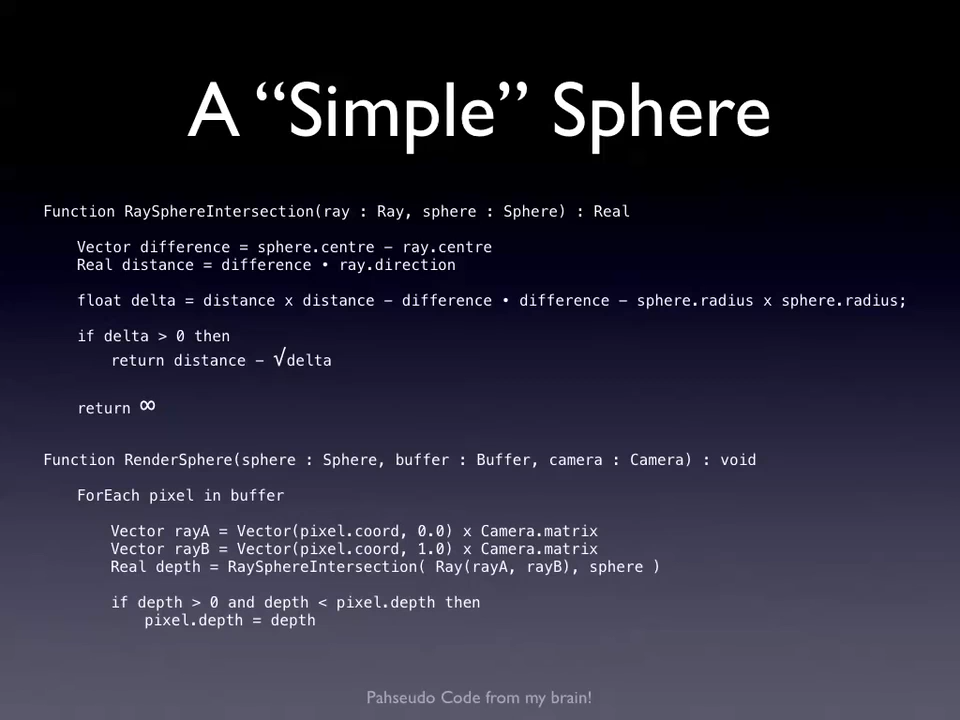 A “Simple” Sphere
Function RaySphereIntersection(ray : Ray, sphere : Sphere) : Real
Vector difference = sphere.centre − ray.centre
Real distance = difference • ray.direction
float delta = distance x distance − difference • difference − sphere.radius x sphere.radius;
if delta > 0 then
return distance − √delta
return ∞
Function RenderSphere(sphere : Sphere, buffer : Buffer, camera : Camera) : void
ForEach pixel in buffer
Vector rayA = Vector(pixel.coord, 0.0) x Camera.matrix
Vector rayB = Vector(pixel.coord, 1.0) x Camera.matrix
Real depth = RaySphereIntersection( Ray(rayA, rayB), sphere )
if depth > 0 and depth < pixel.depth then
pixel.depth = depth
Pahseudo Code from my brain!